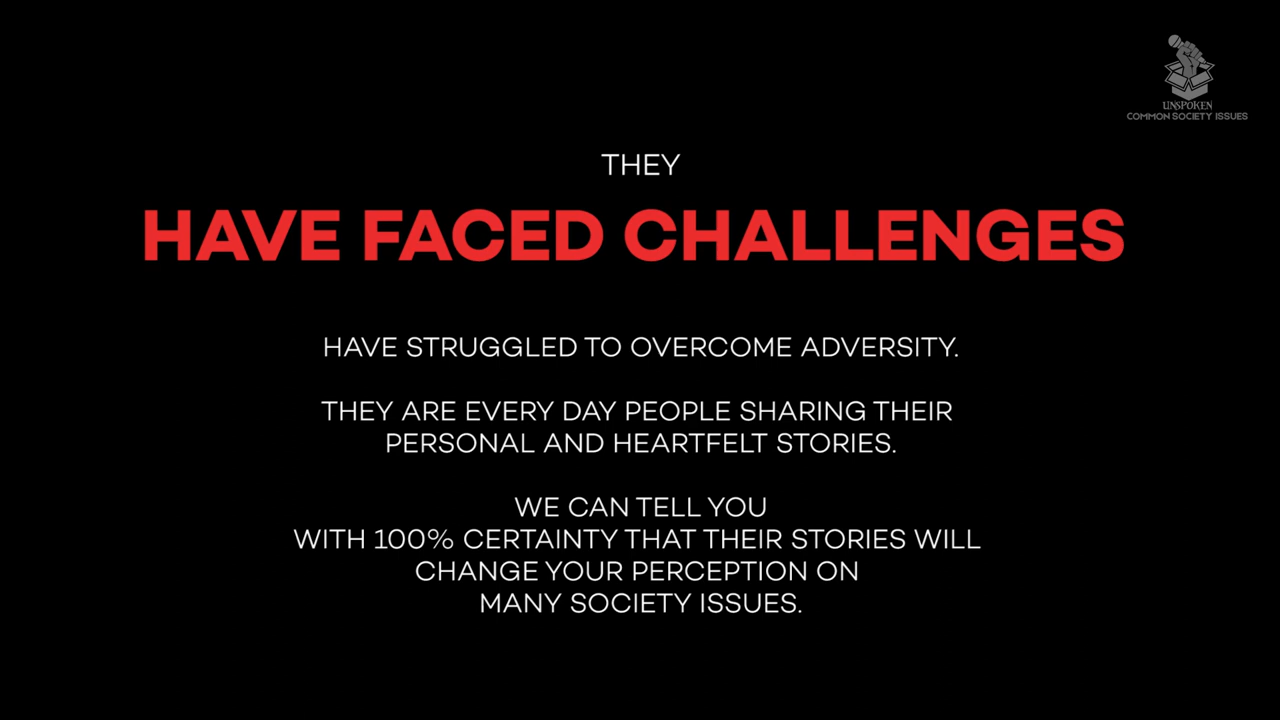 UNSPOKEN
COMMON SOCIETY ISSUES
THEY
HAVE FACED CHALLENGES
HAVE STRUGGLED TO OVERCOME ADVERSITY.
THEY ARE EVERY DAY PEOPLE SHARING THEIR
PERSONAL AND HEARTFELT STORIES.
WE CAN TELL YOU
WITH 100% CERTAINTY THAT THEIR STORIES WILL
CHANGE YOUR PERCEPTION ON
MANY SOCIETY ISSUES.